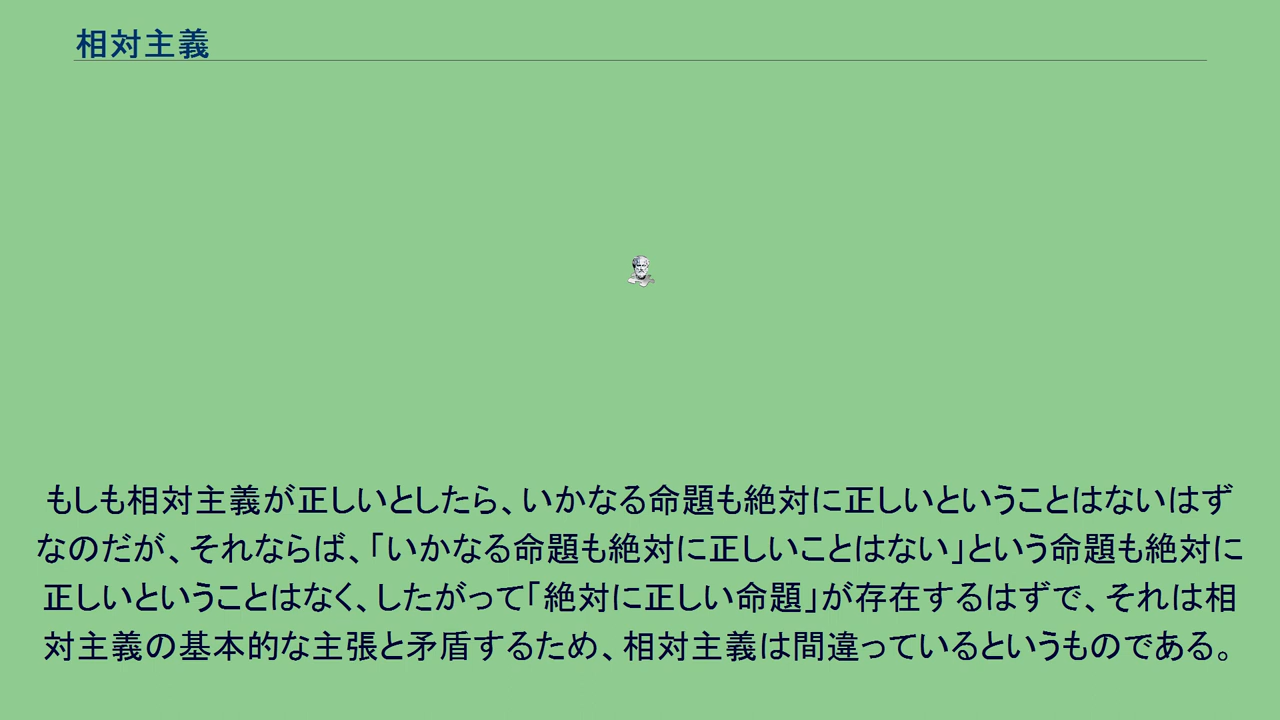 相対主義
もしも相対主義が正しいとしたら、いかなる命題も絶対に正しいということはないはず
なのだが、それならば、「いかなる命題も絶対に正しいことはない」という命題も絶対に
正しいということはなく、したがって「絶対に正しい命題」が存在するはずで、それは相
対主義の基本的な主張と矛盾するため、相対主義は間違っているというものである。